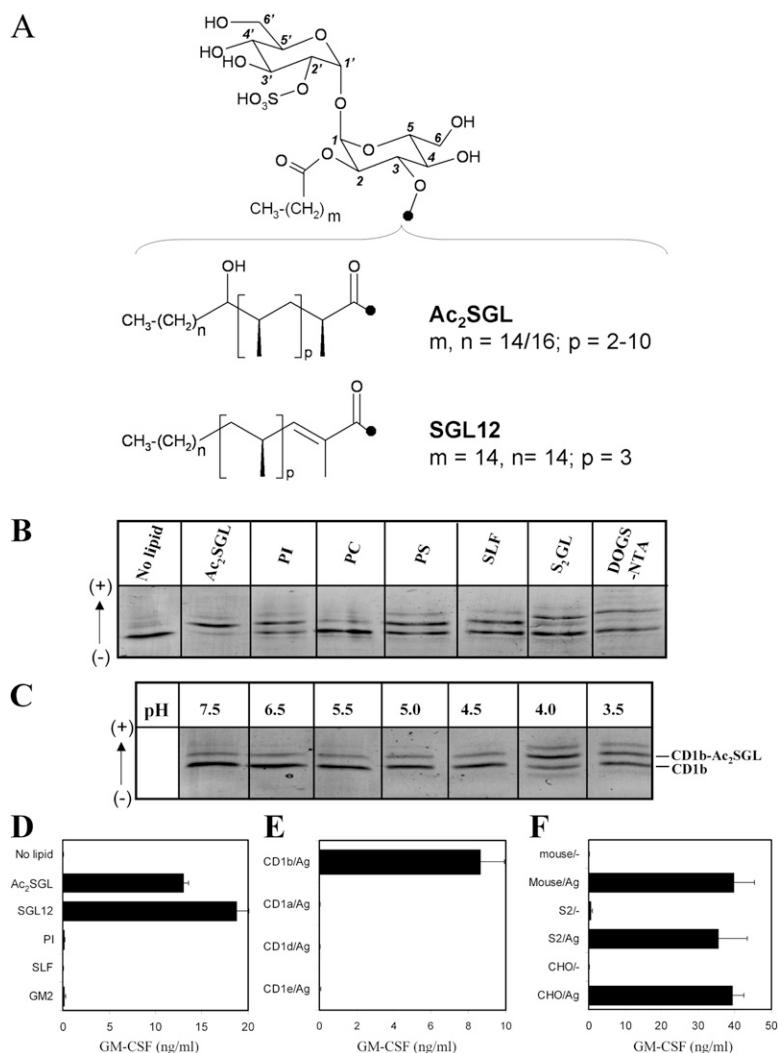 A
HO
6'
4'
O
HO
5'
HO
3'
2'
1'
O
HO₃S
O
OH
5
6
1
O
O
O
4
OH
2
3
O
CH₃-(CH₂)m
OH
O
CH₃-(CH₂)n
p
Ac₂SGL
m, n = 14/16; p = 2-10
O
CH₃-(CH₂)n
p
SGL12
m = 14, n= 14; p = 3
B
No lipid
Ac₂SGL
PI
PC
PS
SLF
S₂GL
DOGS
-NTA
(+)
(-)
C
pH
7.5
6.5
5.5
5.0
4.5
4.0
3.5
(+)
CD1b-Ac₂SGL
CD1b
(-)
D
No lipid
Ac₂SGL
SGL12
PI
SLF
GM2
0
5
10
15
20
GM-CSF (ng/ml)
E
CD1b/Ag
CD1a/Ag
CD1d/Ag
CD1e/Ag
0
2
4
6
8
10
GM-CSF (ng/ml)
F
mouse/-
Mouse/Ag
S2/-
S2/Ag
CHO/-
CHO/Ag
0
10
20
30
40
50
GM-CSF (ng/ml)